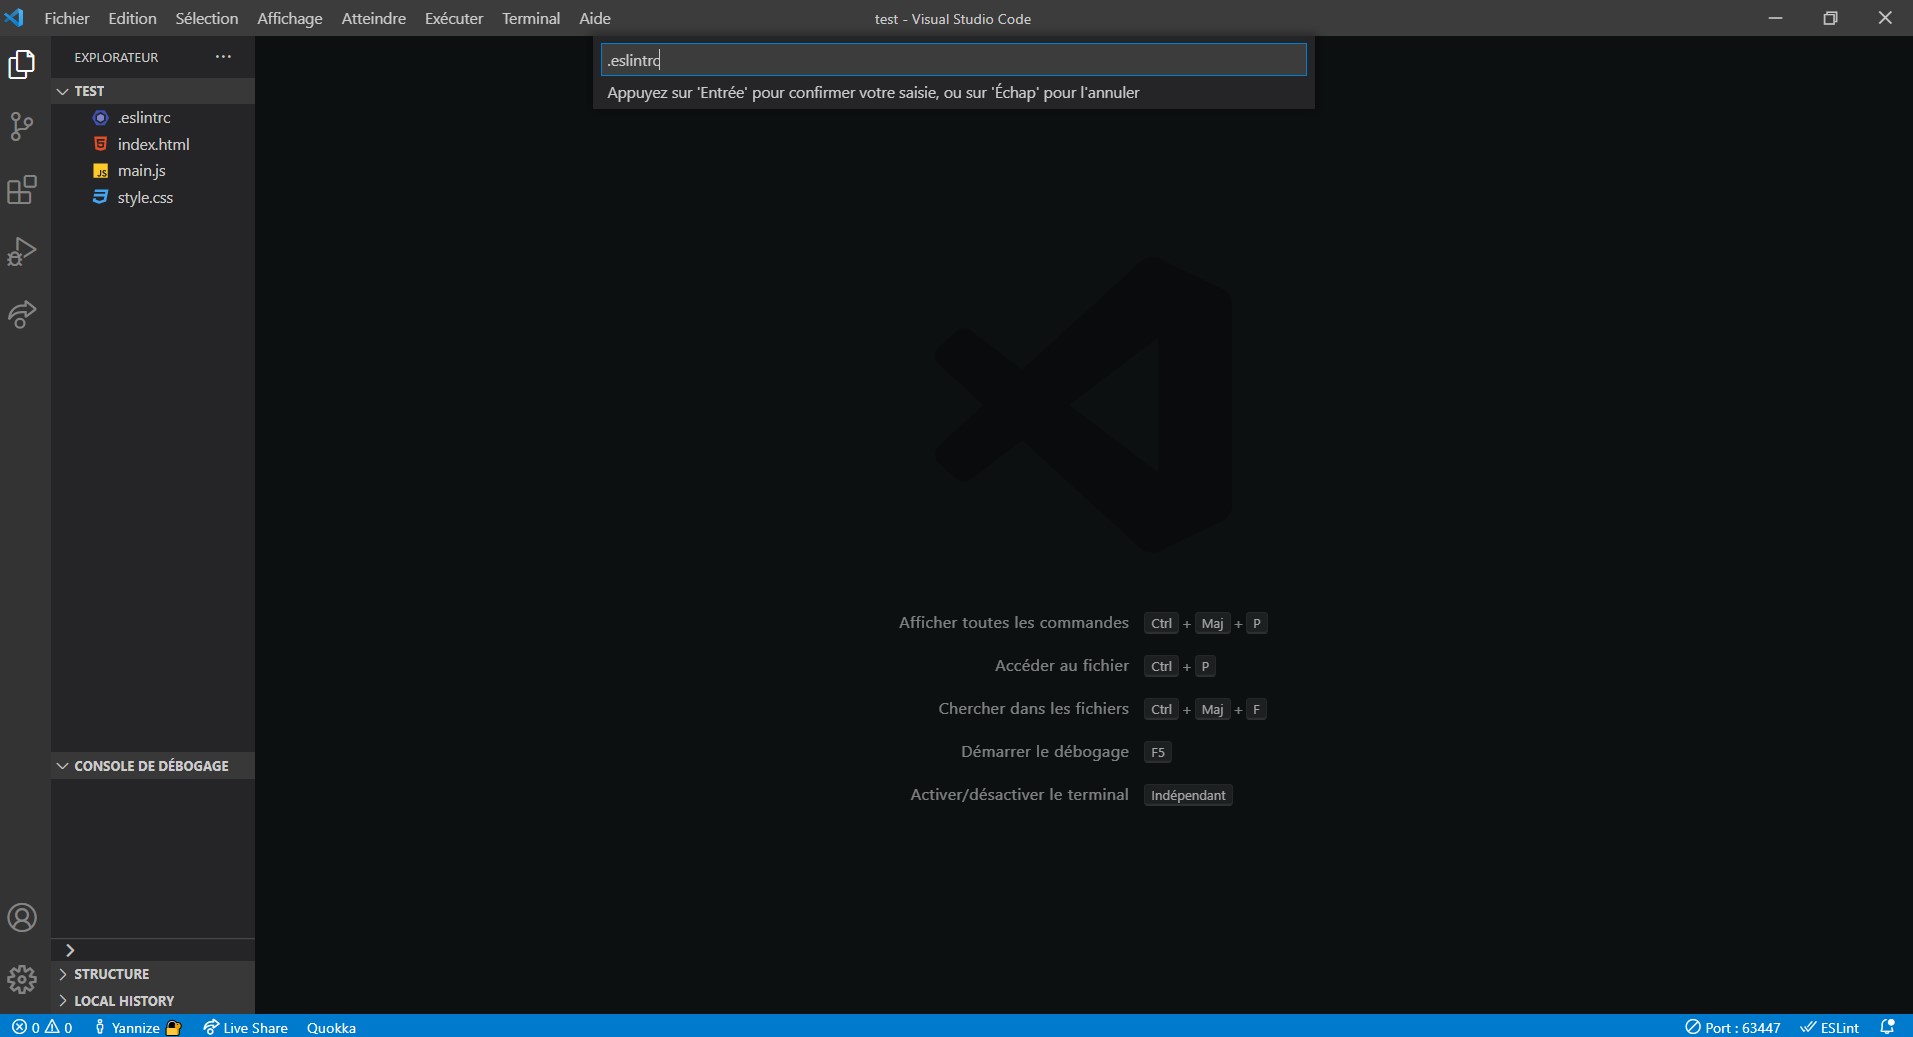 Fichier Edition Sélection Affichage Atteindre Exécuter Terminal Aide
test - Visual Studio Code
.eslintrc
Appuyez sur 'Entrée' pour confirmer votre saisie, ou sur 'Échap' pour l'annuler
EXPLORATEUR
TEST
.eslintrc
index.html
JS main.js
style.css
Afficher toutes les commandes Ctrl + Maj + P
Accéder au fichier Ctrl + P
Chercher dans les fichiers Ctrl + Maj + F
Démarrer le débogage F5
Activer/désactiver le terminal Indépendant
CONSOLE DE DÉBOGAGE
STRUCTURE
LOCAL HISTORY
0 0 Yannize Live Share Quokka
Port : 63447 ESLint